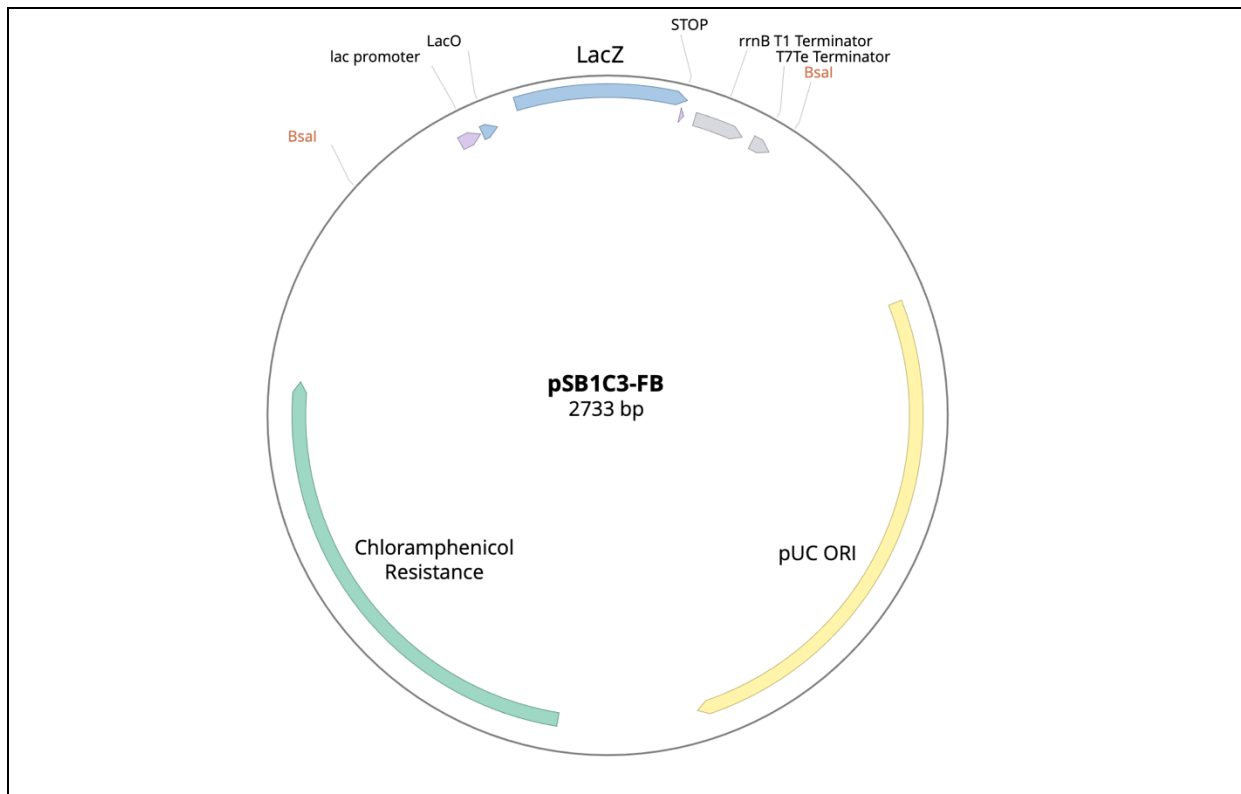 STOP
LacO
rrnB T1 Terminator
lac promoter
LacZ
T7Te Terminator
BsaI
BsaI
pSB1C3-FB
2733 bp
Chloramphenicol
Resistance
pUC ORI